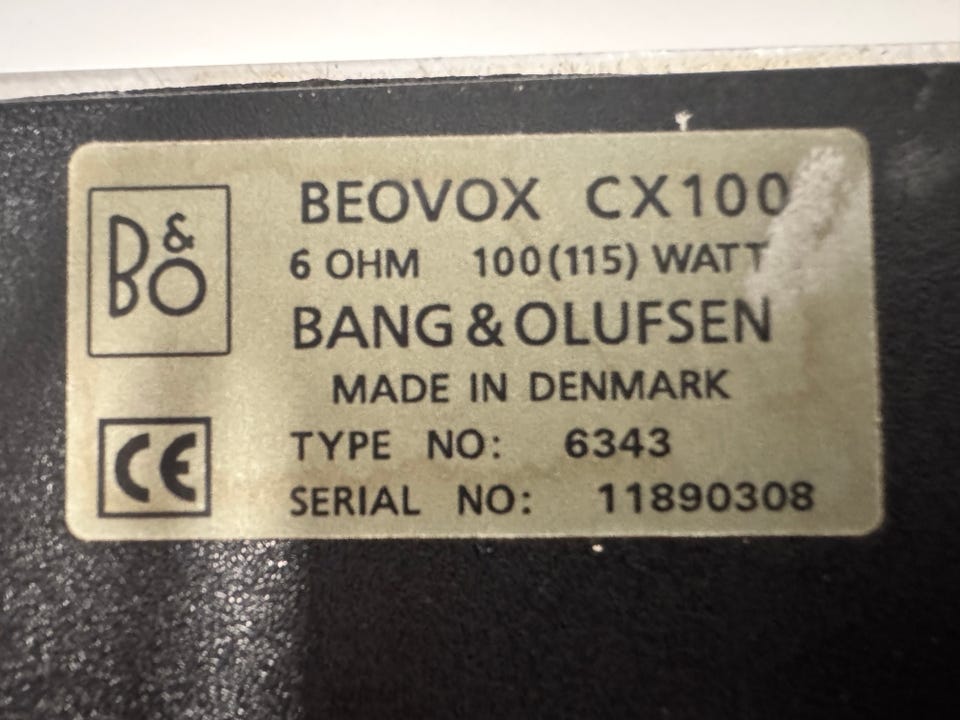 B&O
BEOVOX CX100
6 OHM 100(115) WATT
BANG & OLUFSEN
MADE IN DENMARK
CE
TYPE NO: 6343
SERIAL NO: 11890308